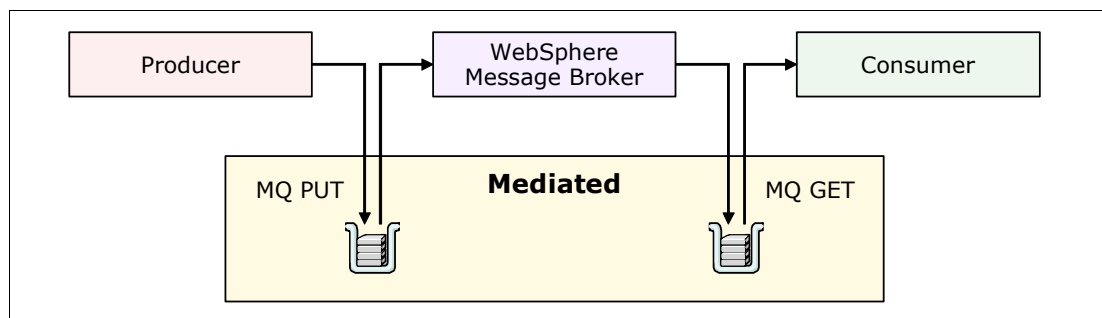 Producer
WebSphere
Message Broker
Consumer
MQ PUT
Mediated
MQ GET